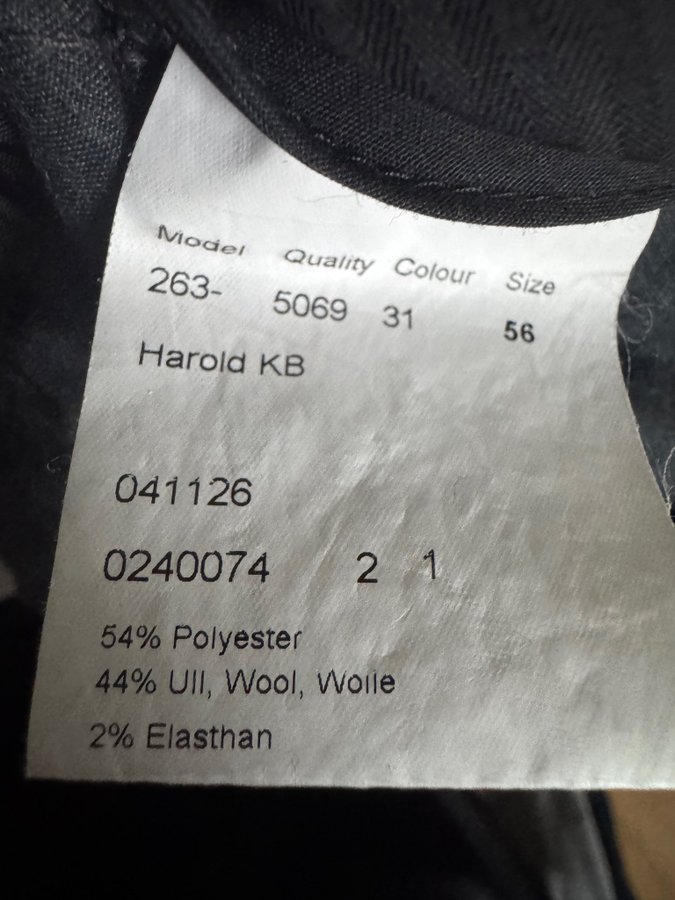 Model Quality Colour Size
263- 5069 31 56
Harold KB
041126
0240074 2 1
54% Polyester
44% Ull, Wool, Wolle
2% Elasthan